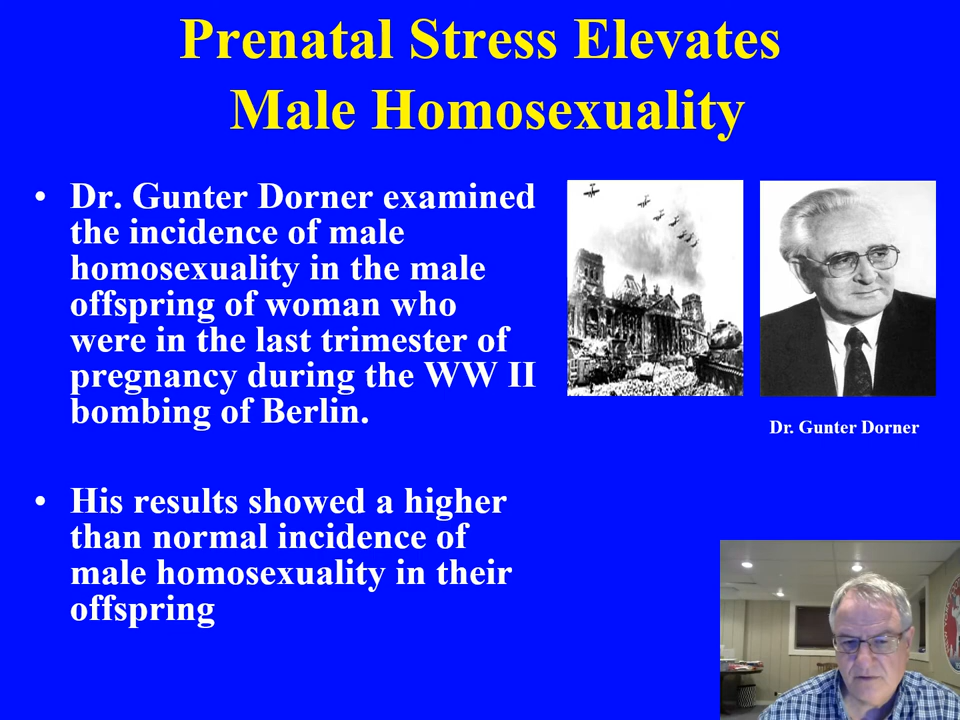 Prenatal Stress Elevates
Male Homosexuality
• Dr. Gunter Dorner examined
the incidence of male
homosexuality in the male
offspring of woman who
were in the last trimester of
pregnancy during the WW II
bombing of Berlin.
Dr. Gunter Dorner
• His results showed a higher
than normal incidence of
male homosexuality in their
offspring